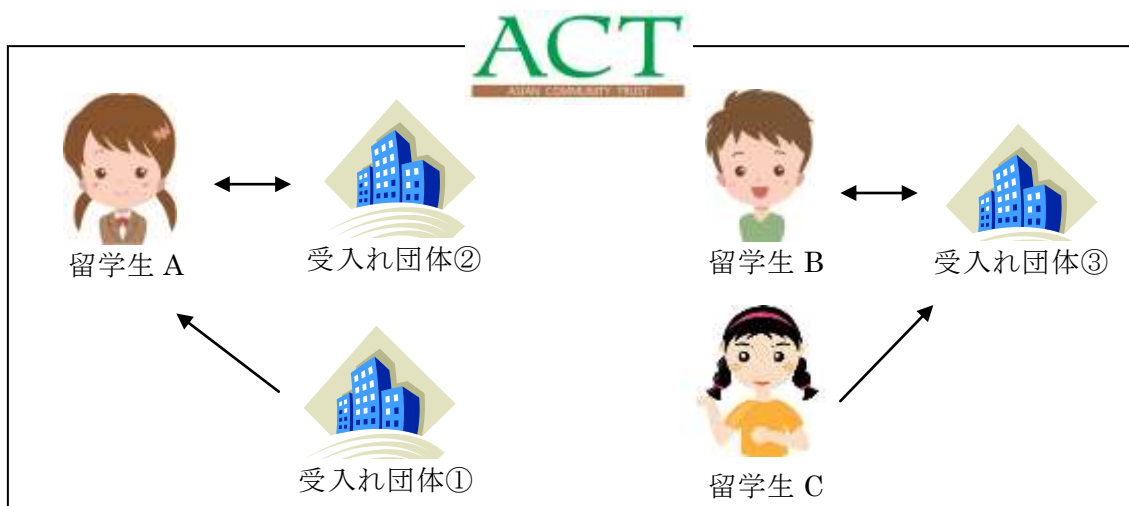 ACT
ASIAN COMMUNITY TRUST
留学生 A
受入れ団体②
留学生 B
受入れ団体③
受入れ団体①
留学生 C